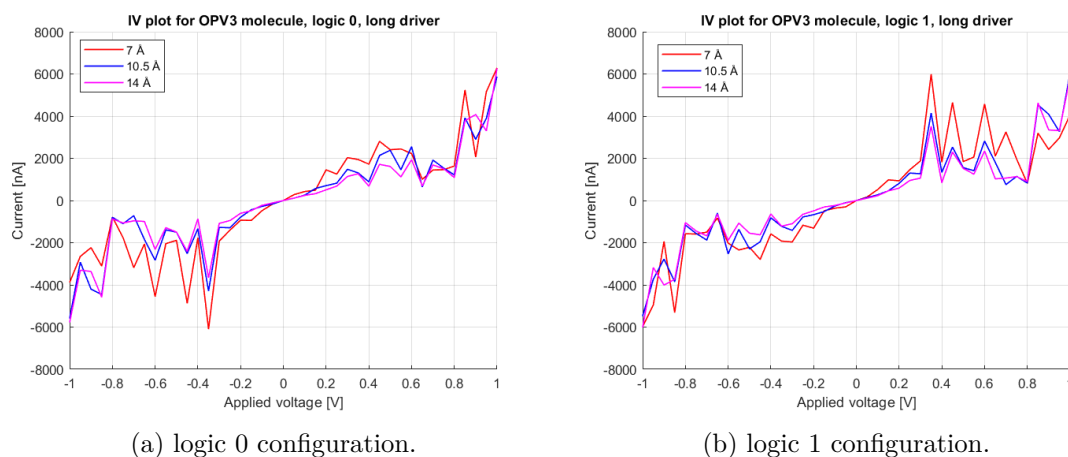 IV plot for OPV3 molecule, logic 0, long driver
8000
6000
4000
2000
0
-2000
-4000
-6000
-8000
Current [nA]
7 Å
10.5 Å
14 Å
-1 -0.8 -0.6 -0.4 -0.2 0 0.2 0.4 0.6 0.8 1
Applied voltage [V]
(a) logic 0 configuration.
IV plot for OPV3 molecule, logic 1, long driver
8000
6000
4000
2000
0
-2000
-4000
-6000
-8000
Current [nA]
7 Å
10.5 Å
14 Å
-1 -0.8 -0.6 -0.4 -0.2 0 0.2 0.4 0.6 0.8
Applied voltage [V]
(b) logic 1 configuration.